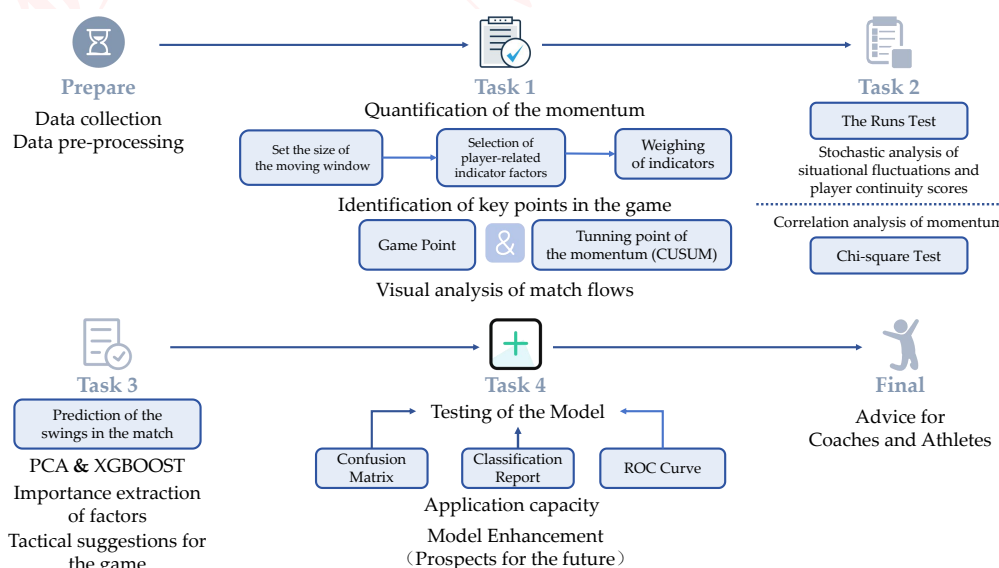 Prepare
Data collection
Data pre-processing
Task 1
Quantification of the momentum
Set the size of
the moving window
Selection of
player-related
indicator factors
Weighing
of indicators
Identification of key points in the game
Game Point
&
Tunning point of
the momentum (CUSUM)
Visual analysis of match flows
Task 2
The Runs Test
Stochastic analysis of
situational fluctuations and
player continuity scores
Correlation analysis of momentum
Chi-square Test
Task 3
Prediction of the
swings in the match
PCA & XGBOOST
Importance extraction
of factors
Tactical suggestions for
the game
Task 4
Testing of the Model
Confusion
Matrix
Classification
Report
ROC Curve
Application capacity
Model Enhancement
（Prospects for the future）
Final
Advice for
Coaches and Athletes